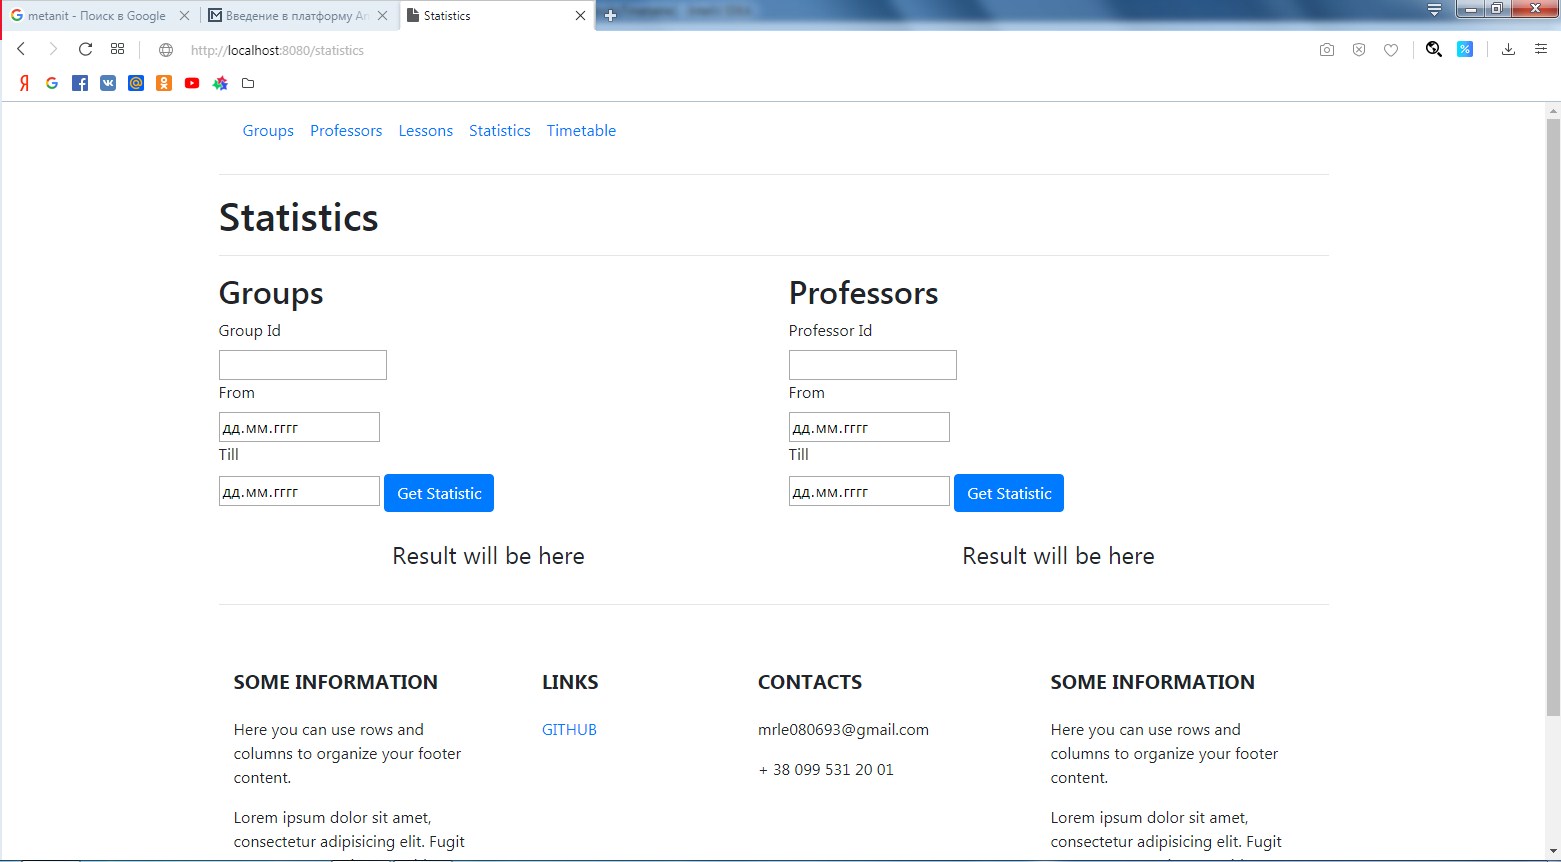 metanit - Поиск в Google
Введение в платформу
Statistics
http://localhost:8080/statistics
Groups Professors Lessons Statistics Timetable
Statistics
Groups
Group Id
From
дд.мм.гггг
Till
дд.мм.гггг Get Statistic
Result will be here
Professors
Professor Id
From
дд.мм.гггг
Till
дд.мм.гггг Get Statistic
Result will be here
SOME INFORMATION
Here you can use rows and
columns to organize your footer
content.
Lorem ipsum dolor sit amet,
consectetur adipisicing elit. Fugit
LINKS
GITHUB
CONTACTS
mrle080693@gmail.com
+ 38 099 531 20 01
SOME INFORMATION
Here you can use rows and
columns to organize your footer
content.
Lorem ipsum dolor sit amet,
consectetur adipisicing elit. Fugit